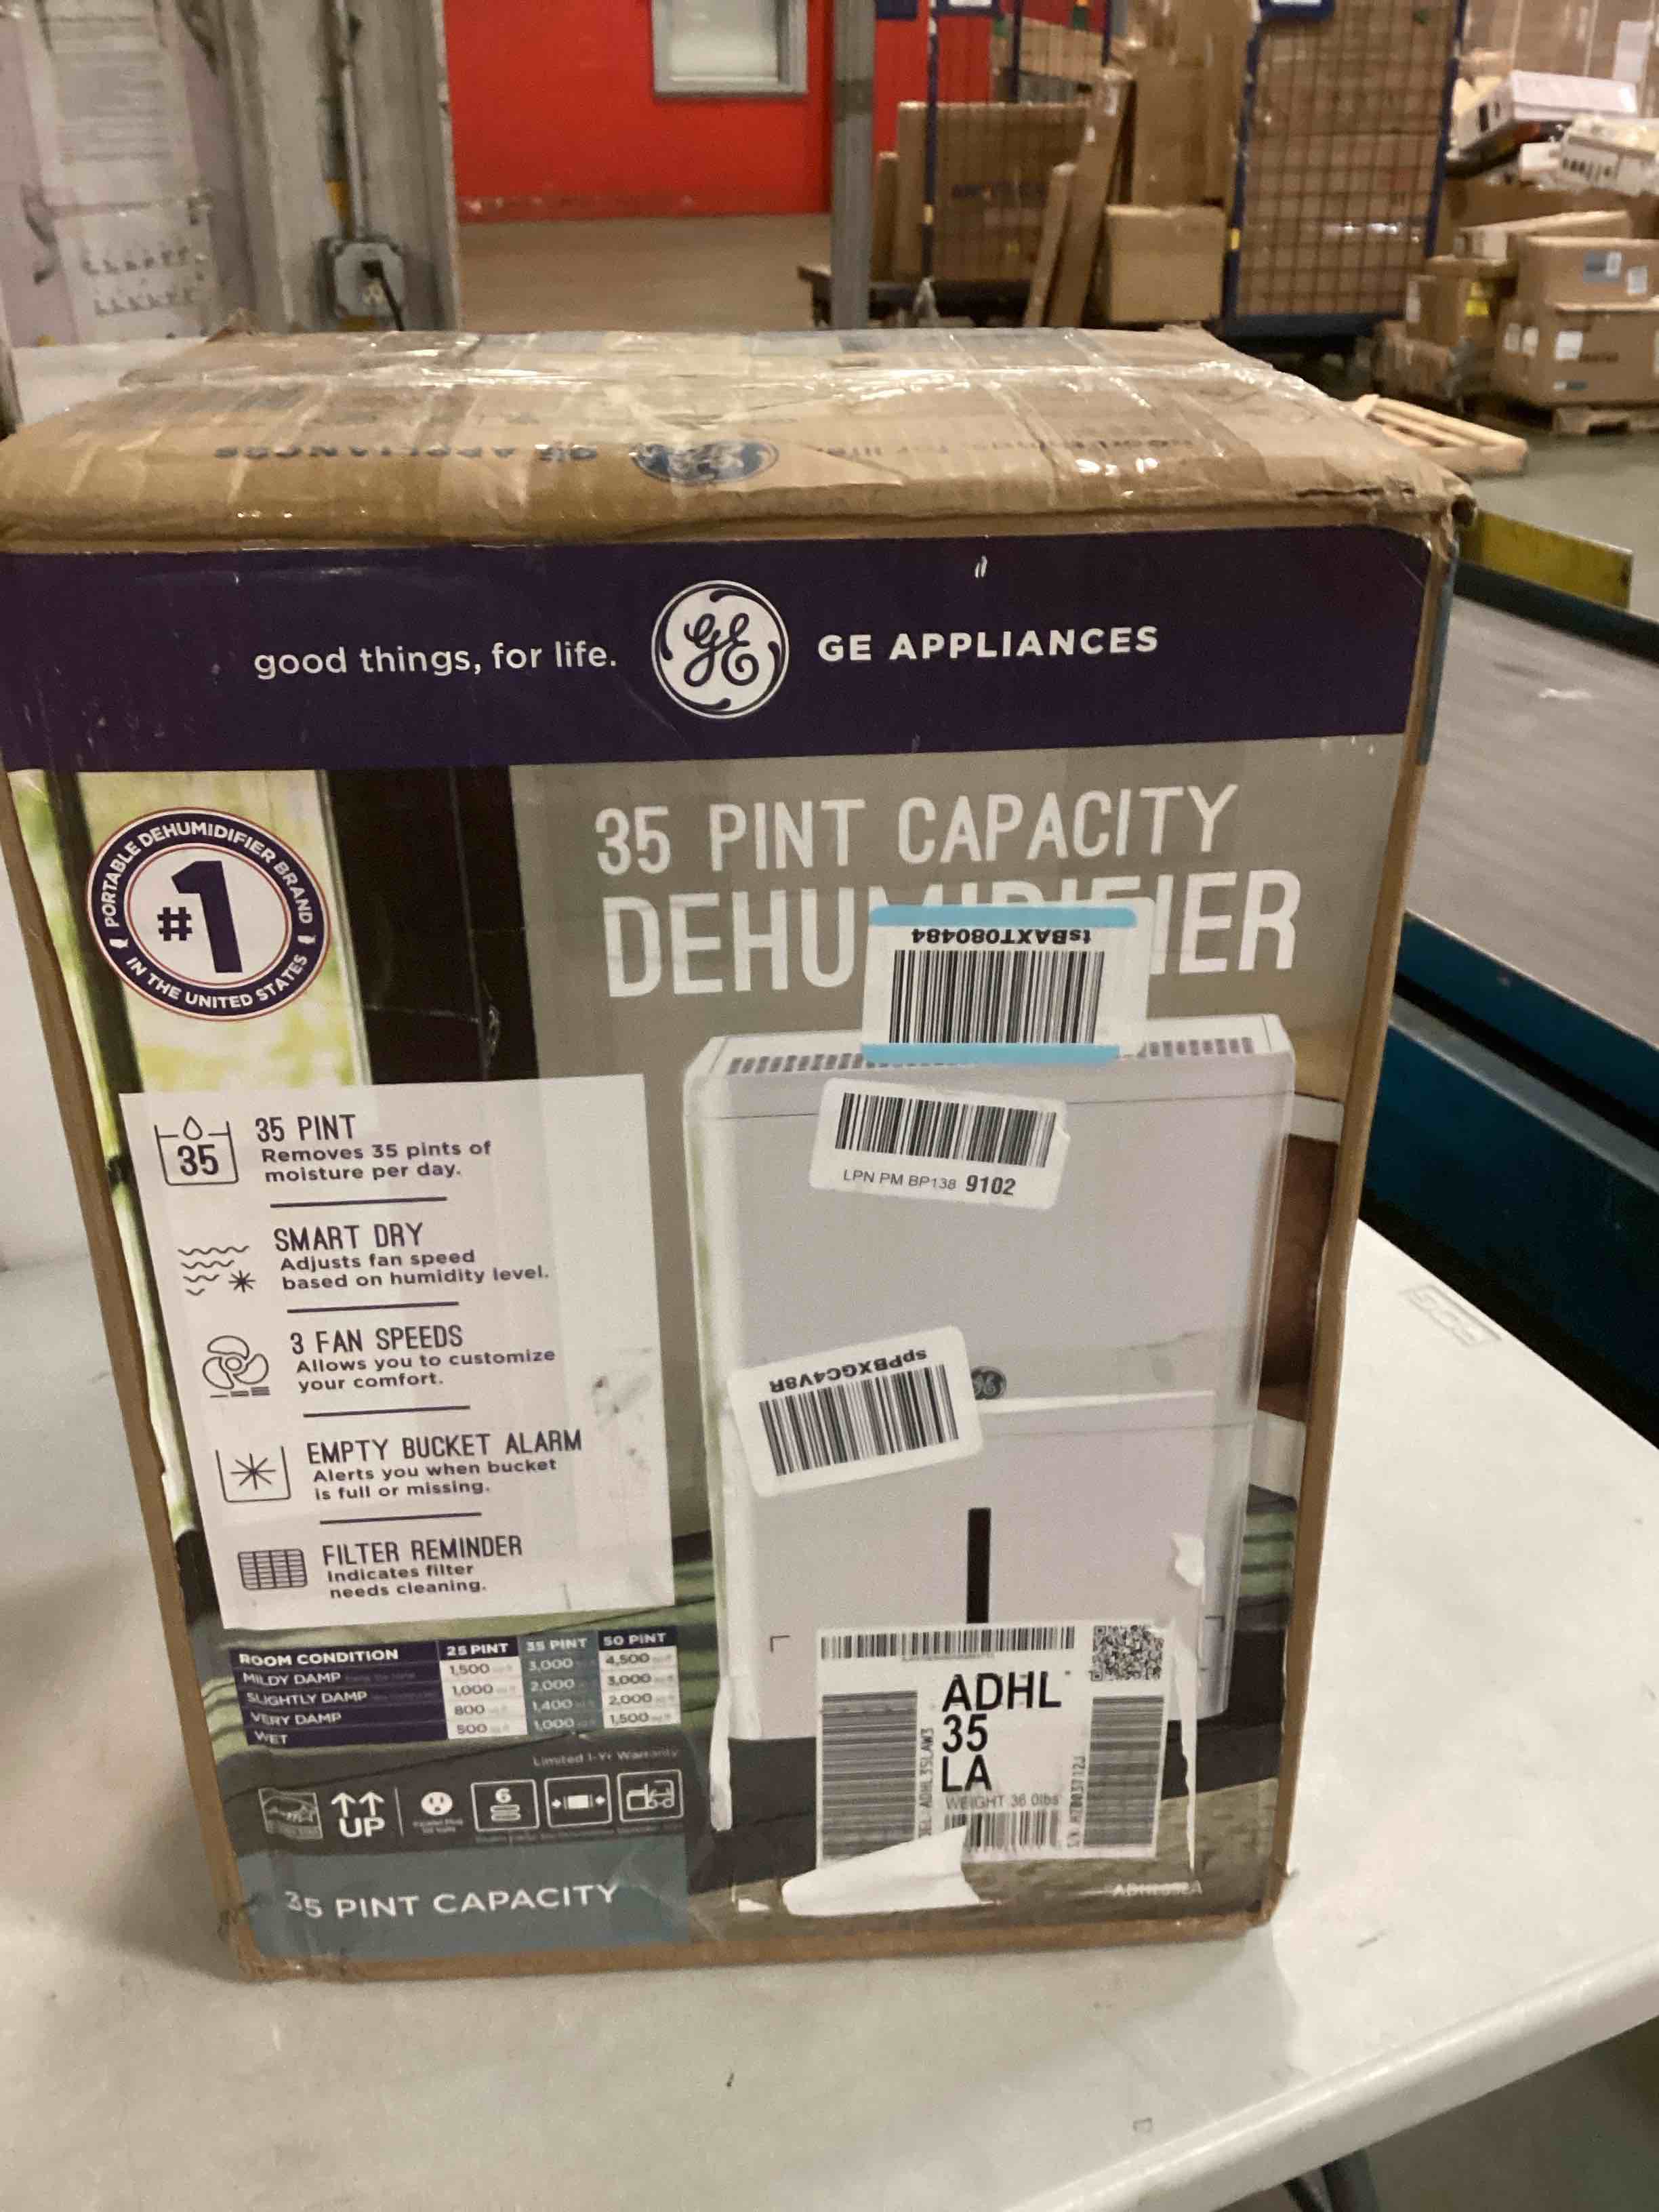 GE APPLIANCES
good things, for life.
GE
GE APPLIANCES
PORTABLE DEHUMIDIFIER BRAND
#1
IN THE UNITED STATES
35 PINT CAPACITY
DEHUMIDIFIER
tsBAXT080484
LPN PM BP138 9102
spPBXGC4V8R
35
35 PINT
Removes 35 pints of
moisture per day.
SMART DRY
Adjusts fan speed
based on humidity level.
3 FAN SPEEDS
Allows you to customize
your comfort.
EMPTY BUCKET ALARM
Alerts you when bucket
is full or missing.
FILTER REMINDER
Indicates filter
needs cleaning.
ROOM CONDITION 25 PINT 35 PINT 50 PINT
MILDY DAMP 1,500 3,000 4,500
SLIGHTLY DAMP 1,000 2,000 3,000
VERY DAMP 800 1,400 2,000
WET 500 1,000 1,500
Limited 1-Yr Warranty
UP
6
35 PINT CAPACITY
ADHL
35
LA
WEIGHT 36 0lbs